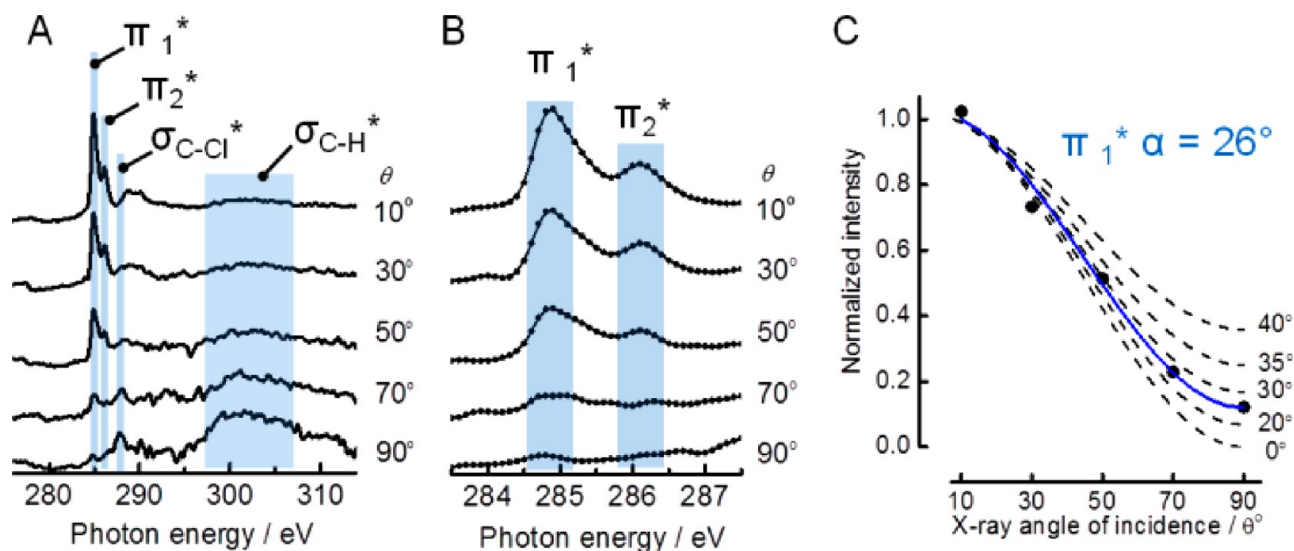 A
π 1*
π2*
σC-Cl*
σC-H*
θ
10°
30°
50°
70°
90°
280 290 300 310
Photon energy / eV
B
π 1*
π2*
θ
10°
30°
50°
70°
90°
284 285 286 287
Photon energy / eV
C
π 1* α = 26°
Normalized intensity
1.0
0.8
0.6
0.4
0.2
0.0
40°
35°
30°
20°
0°
10 30 50 70 90
X-ray angle of incidence / θ°